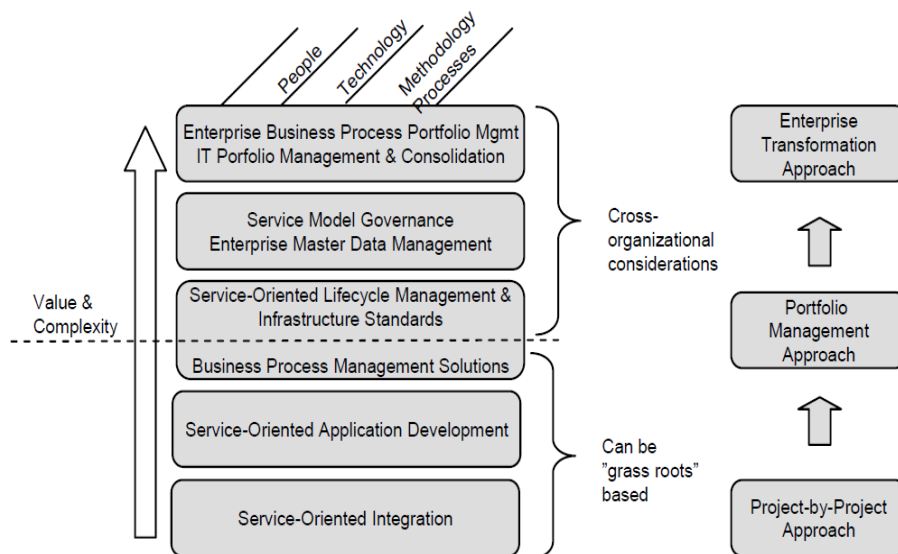 People
Technology
Methodology
Processes
Enterprise Business Process Portfolio Mgmt
IT Porfolio Management & Consolidation
Service Model Governance
Enterprise Master Data Management
Service-Oriented Lifecycle Management &
Infrastructure Standards
Business Process Management Solutions
Service-Oriented Application Development
Service-Oriented Integration
Value &
Complexity
Cross-
organizational
considerations
Can be
"grass roots"
based
Enterprise
Transformation
Approach
Portfolio
Management
Approach
Project-by-Project
Approach